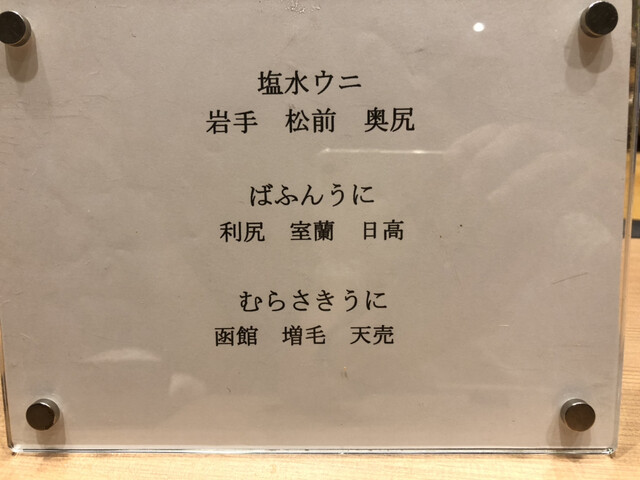 塩水ウニ
岩手　松前　奥尻
ばふんうに
利尻　室蘭　日高
むらさきうに
函館　増毛　天売